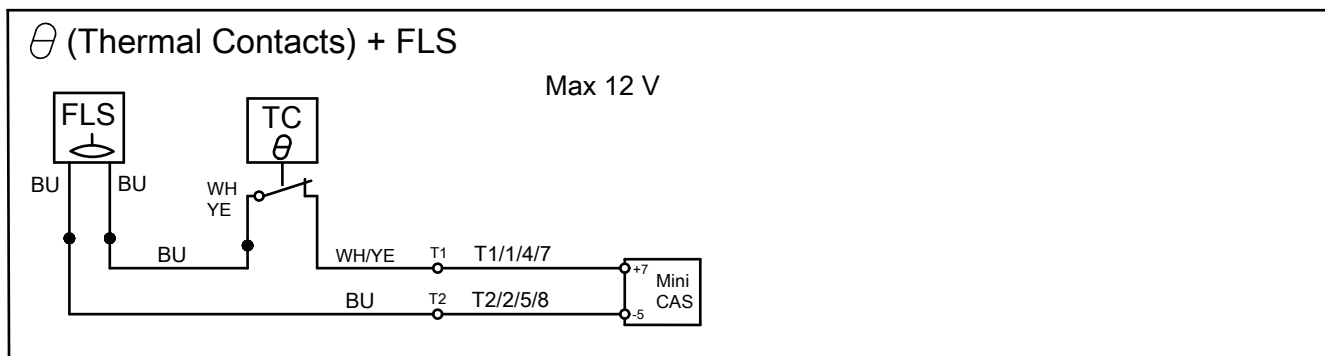 θ (Thermal Contacts) + FLS
Max 12 V
FLS
TC
θ
BU
BU
WH
YE
BU
WH/YE
T1
T1/1/4/7
+7
Mini
CAS
BU
T2
T2/2/5/8
-5